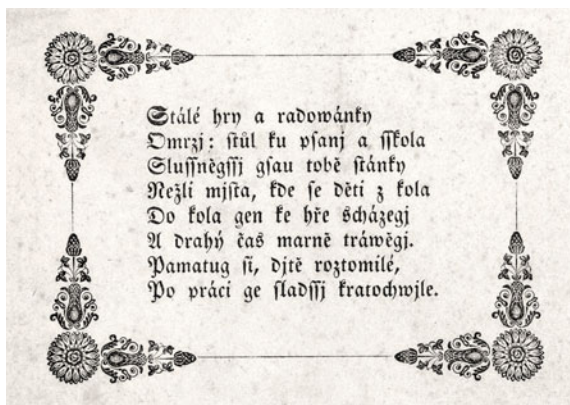 Stálé hry a radowánky
Omrzj: stůl ku psanj a sskola
Slussněgssj gsau tobě stánky
Nežli mjsta, kde se děti z kola
Do kola gen ke hře scházegj
A drahý čas marně tráwěgj.
Pamatug si, djtě roztomilé,
Po práci ge sladssj kratochwjle.